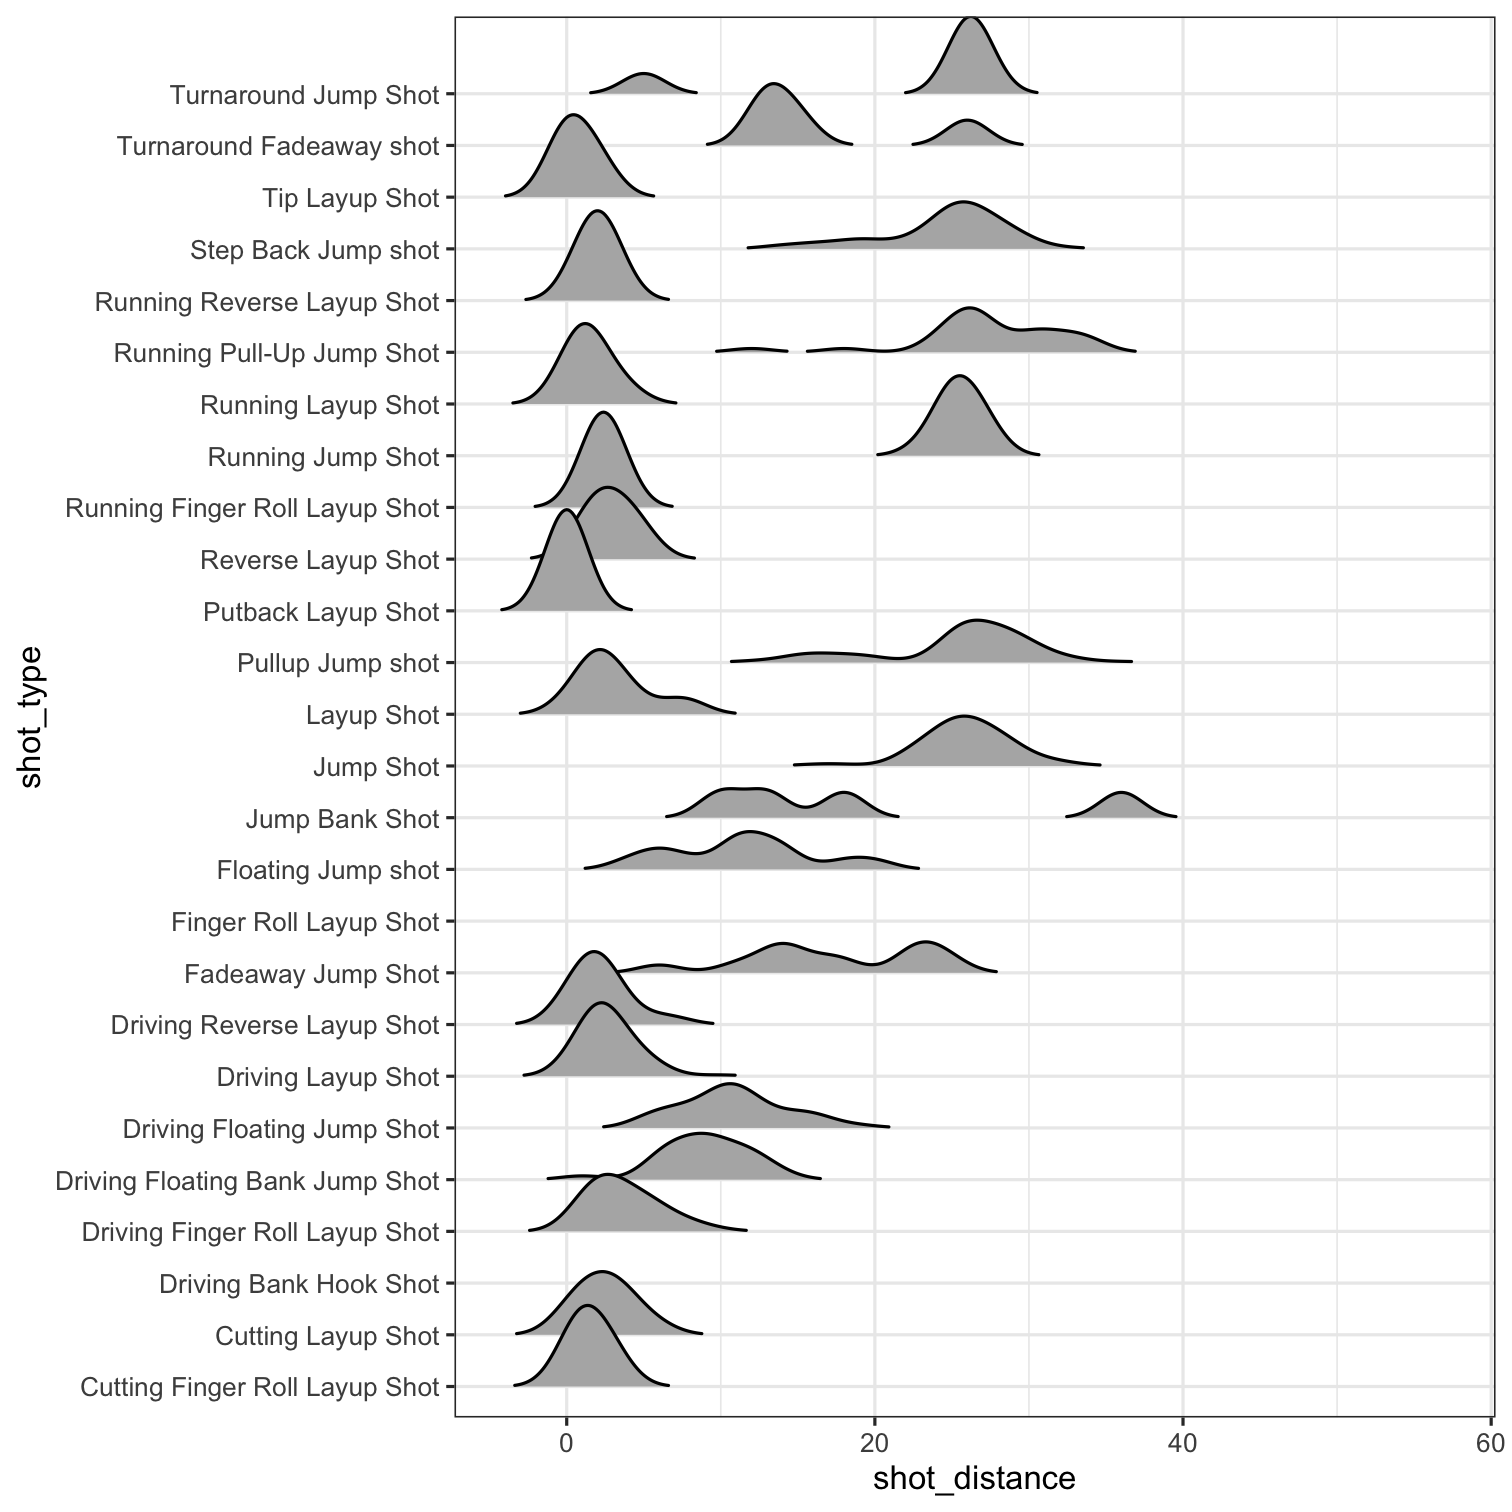 Turnaround Jump Shot
Turnaround Fadeaway shot
Tip Layup Shot
Step Back Jump shot
Running Reverse Layup Shot
Running Pull-Up Jump Shot
Running Layup Shot
Running Jump Shot
Running Finger Roll Layup Shot
Reverse Layup Shot
Putback Layup Shot
Pullup Jump shot
Layup Shot
Jump Shot
Jump Bank Shot
Floating Jump shot
Finger Roll Layup Shot
Fadeaway Jump Shot
Driving Reverse Layup Shot
Driving Layup Shot
Driving Floating Jump Shot
Driving Floating Bank Jump Shot
Driving Finger Roll Layup Shot
Driving Bank Hook Shot
Cutting Layup Shot
Cutting Finger Roll Layup Shot
shot_type
0 20 40 60
shot_distance